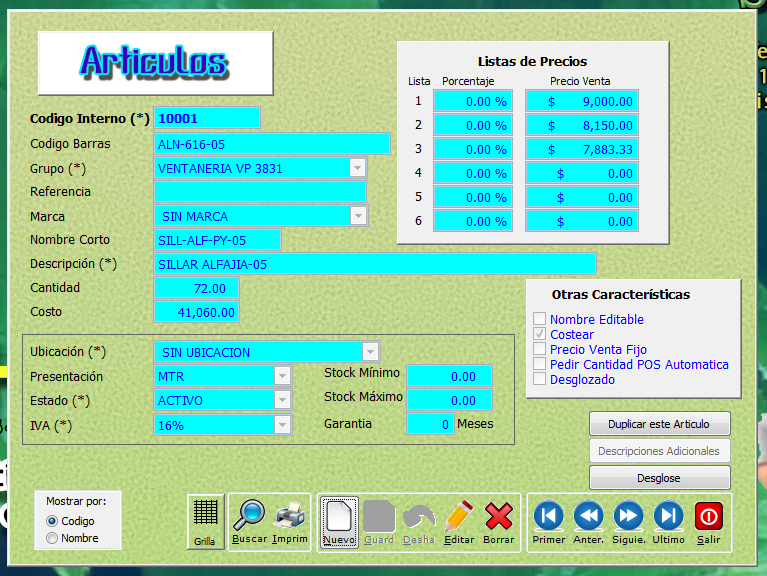 Articulos
Codigo Interno (*) 10001
Codigo Barras ALN-616-05
Grupo (*) VENTANERIA VP 3831
Referencia
Marca SIN MARCA
Nombre Corto SILL-ALF-PY-05
Descripción (*) SILLAR ALFAJIA-05
Cantidad 72.00
Costo 41,060.00
Listas de Precios
Lista Porcentaje Precio Venta
1 0.00 % $ 9,000.00
2 0.00 % $ 8,150.00
3 0.00 % $ 7,883.33
4 0.00 % $ 0.00
5 0.00 % $ 0.00
6 0.00 % $ 0.00
Otras Características
Nombre Editable
Costear
Precio Venta Fijo
Pedir Cantidad POS Automatica
Desglozado
Ubicación (*) SIN UBICACION
Presentación MTR
Estado (*) ACTIVO
IVA (*) 16%
Stock Mínimo 0.00
Stock Máximo 0.00
Garantia 0 Meses
Duplicar este Articulo
Descripciones Adicionales
Desglose
Mostrar por:
Codigo
Nombre
Grilla
Buscar Imprim
Nuevo Guard Desha Editar Borrar
Primer Anter. Siguie. Ultimo Salir